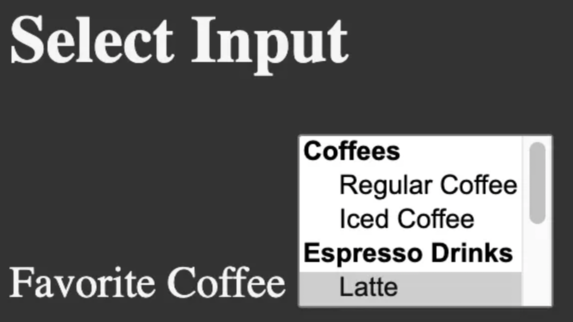 Select Input
Coffees
Regular Coffee
Iced Coffee
Espresso Drinks
Favorite Coffee
Latte